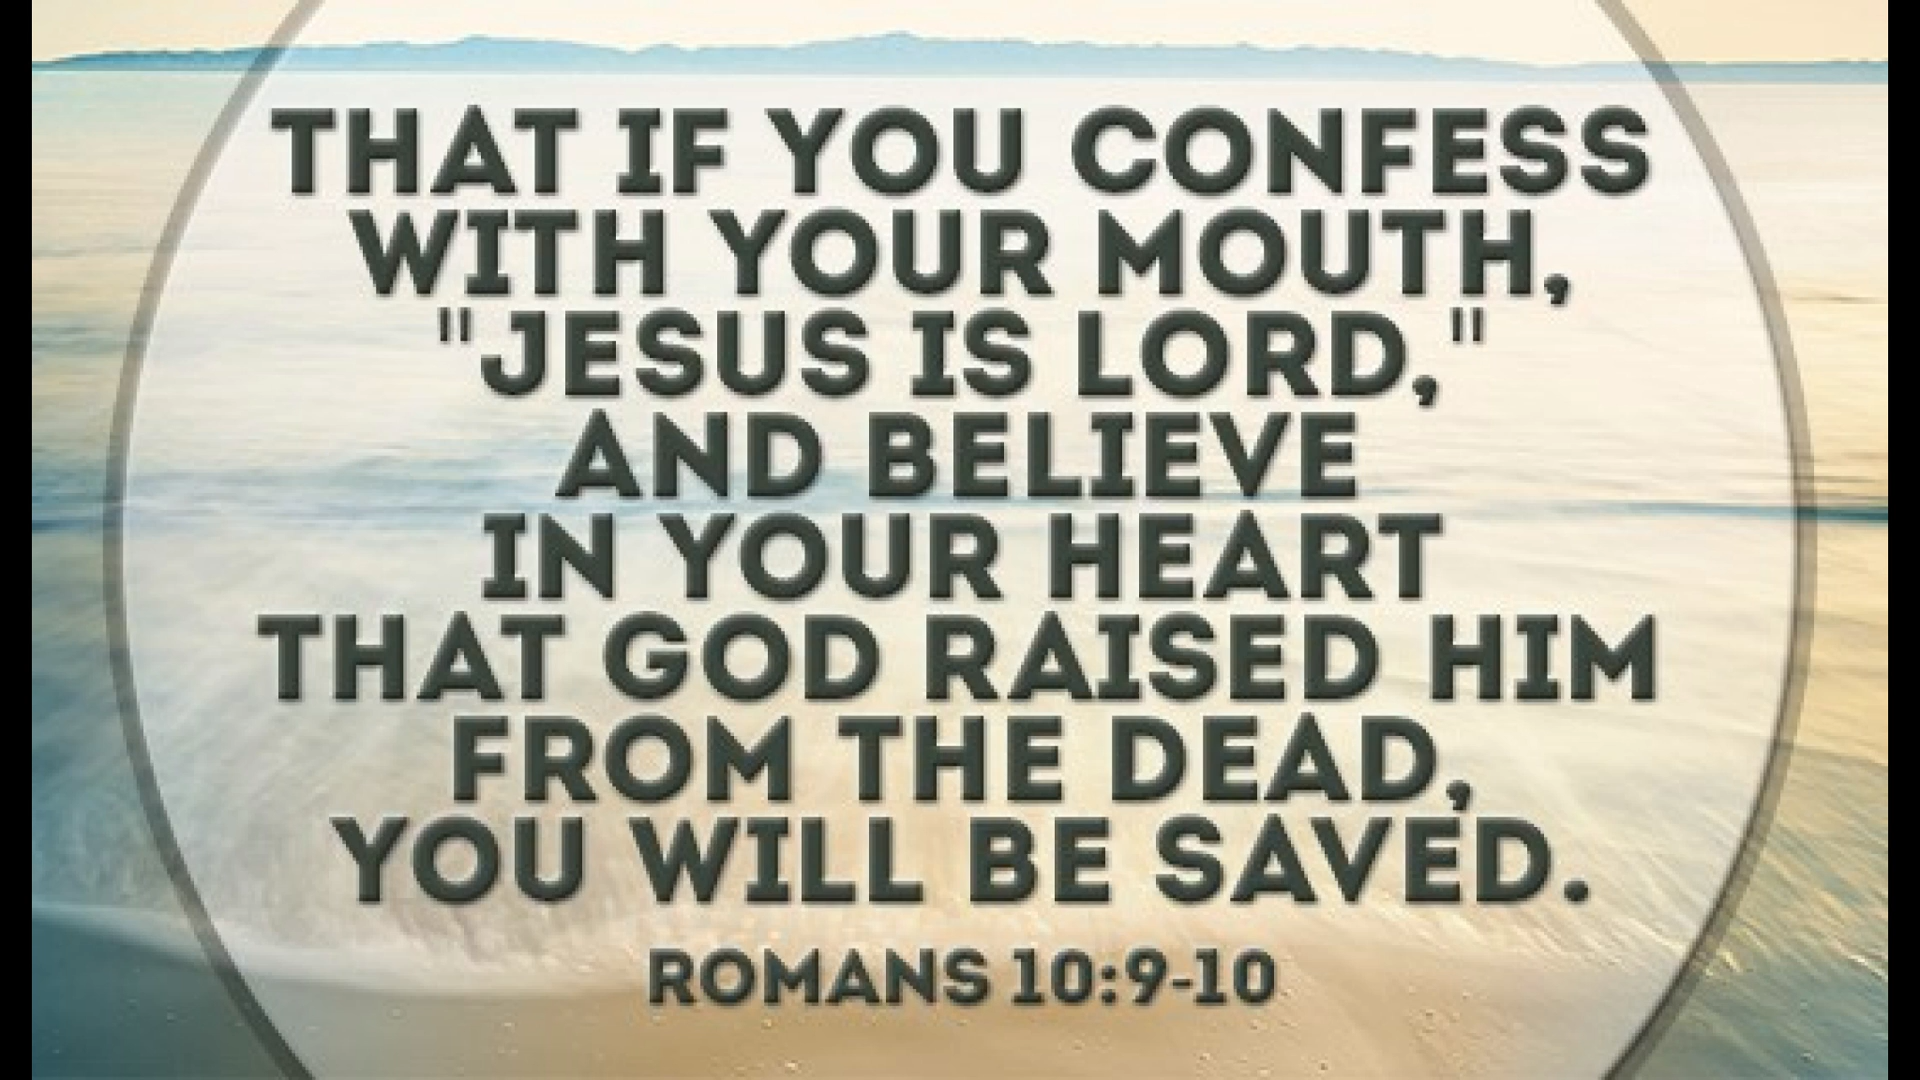 THAT IF YOU CONFESS
WITH YOUR MOUTH,
"JESUS IS LORD,"
AND BELIEVE
IN YOUR HEART
THAT GOD RAISED HIM
FROM THE DEAD,
YOU WILL BE SAVED.
ROMANS 10:9-10